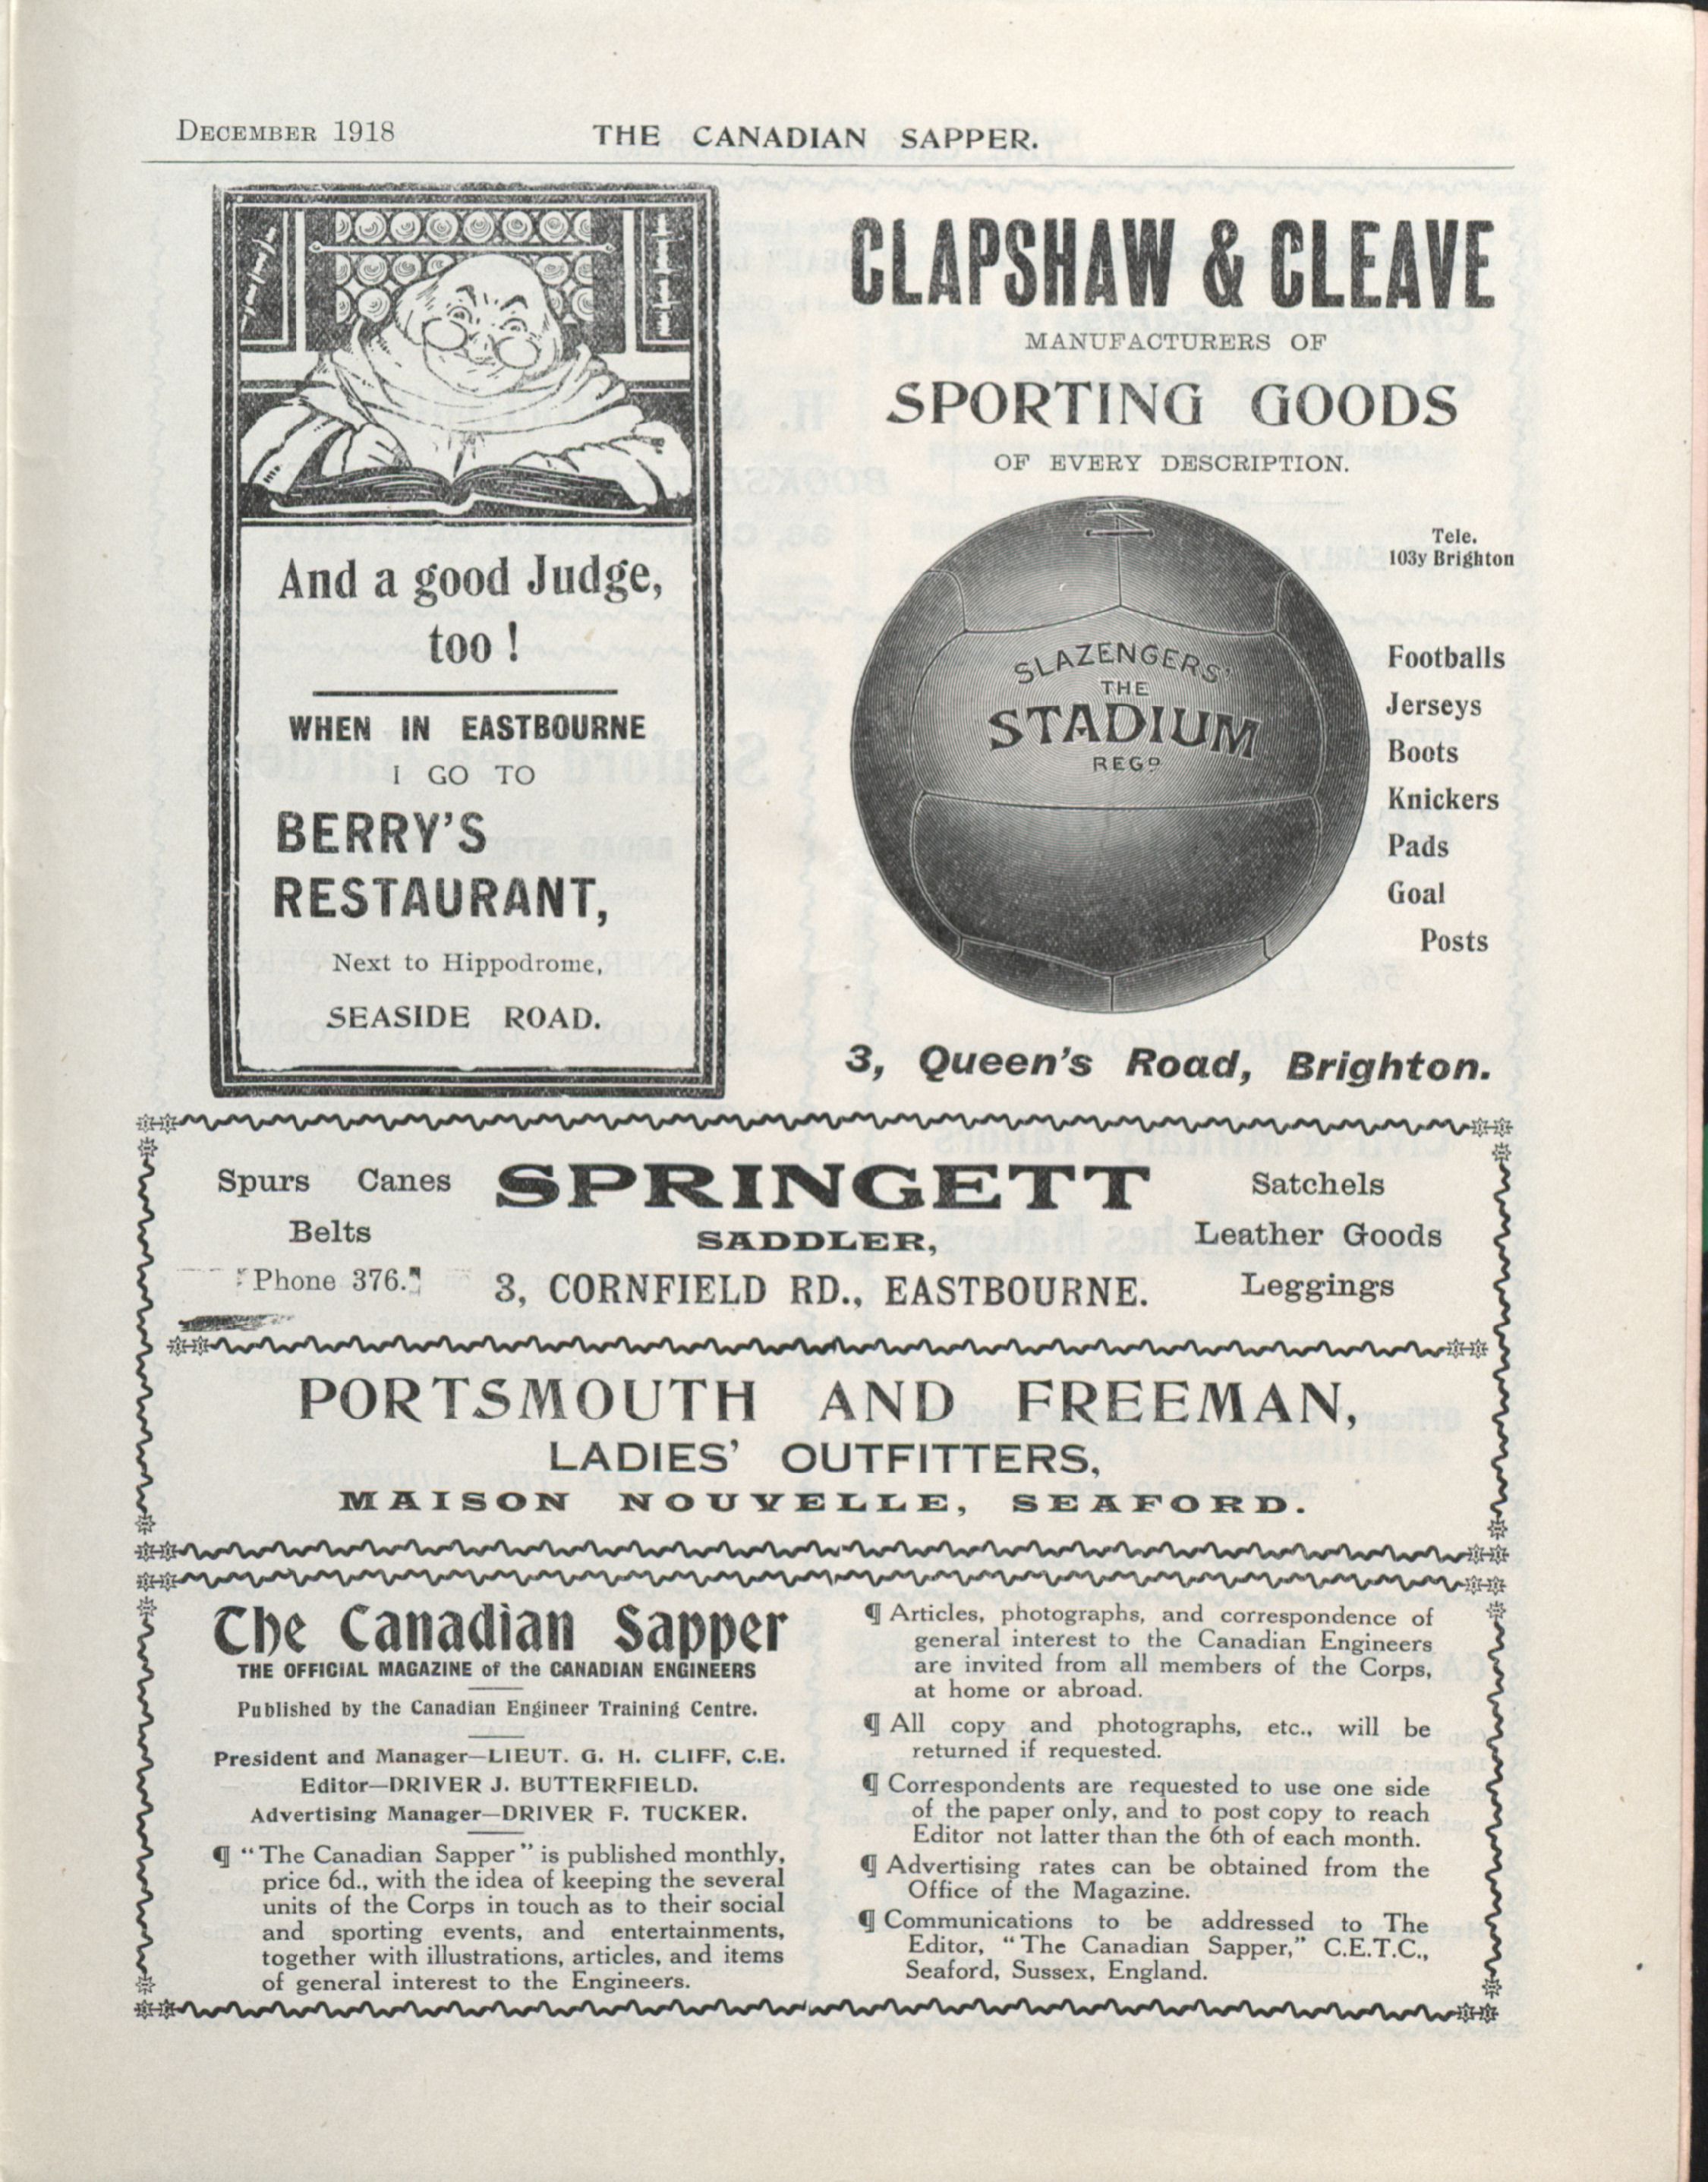 DECEMBER 1918
THE CANADIAN SAPPER.
And a good Judge,
too !
WHEN IN EASTBOURNE
I GO TO
BERRY'S
RESTAURANT,
Next to Hippodrome,
SEASIDE ROAD.
CLAPSHAW & CLEAVE
MANUFACTURERS OF
SPORTING GOODS
OF EVERY DESCRIPTION.
Tele.
103y Brighton
SLAZENGERS'
THE
STADIUM
REGD
Footballs
Jerseys
Boots
Knickers
Pads
Goal
Posts
3, Queen's Road, Brighton.
Spurs Canes
Belts
Phone 376.
SPRINGETT
SADDLER,
3, CORNFIELD RD., EASTBOURNE.
Satchels
Leather Goods
Leggings
PORTSMOUTH AND FREEMAN,
LADIES' OUTFITTERS,
MAISON NOUVELLE, SEAFORD.
The Canadian Sapper
THE OFFICIAL MAGAZINE of the CANADIAN ENGINEERS
Published by the Canadian Engineer Training Centre.
President and Manager—LIEUT. G. H. CLIFF, C.E.
Editor—DRIVER J. BUTTERFIELD.
Advertising Manager—DRIVER F. TUCKER.
¶ "The Canadian Sapper" is published monthly,
price 6d., with the idea of keeping the several
units of the Corps in touch as to their social
and sporting events, and entertainments,
together with illustrations, articles, and items
of general interest to the Engineers.
¶ Articles, photographs, and correspondence of
general interest to the Canadian Engineers
are invited from all members of the Corps,
at home or abroad.
¶ All copy and photographs, etc., will be
returned if requested.
¶ Correspondents are requested to use one side
of the paper only, and to post copy to reach
Editor not latter than the 6th of each month.
¶ Advertising rates can be obtained from the
Office of the Magazine.
¶ Communications to be addressed to The
Editor, "The Canadian Sapper," C.E.T.C.,
Seaford, Sussex, England.